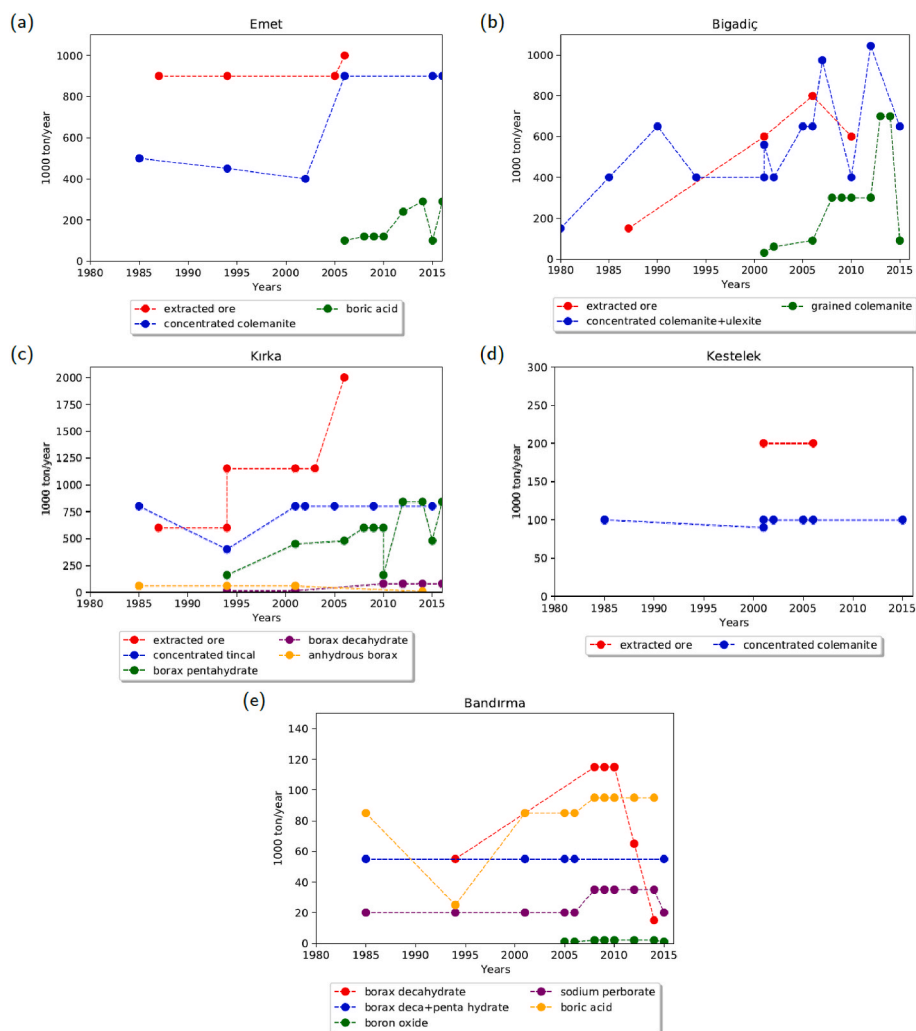 (a)
Emet
1000 ton/year
1000
800
600
400
200
0
1980 1985 1990 1995 2000 2005 2010 2015
Years
extracted ore boric acid
concentrated colemanite
(b)
Bigadiç
1000 ton/year
1000
800
600
400
200
0
1980 1985 1990 1995 2000 2005 2010 2015
Years
extracted ore grained colemanite
concentrated colemanite+ulexite
(c)
Kırka
1000 ton/year
2000
1750
1500
1250
1000
750
500
250
0
1980 1985 1990 1995 2000 2005 2010 2015
Years
extracted ore borax decahydrate
concentrated tincal anhydrous borax
borax pentahydrate
(d)
Kestelek
1000 ton/year
300
250
200
150
100
50
0
1980 1985 1990 1995 2000 2005 2010 2015
Years
extracted ore concentrated colemanite
(e)
Bandırma
1000 ton/year
140
120
100
80
60
40
20
0
1980 1985 1990 1995 2000 2005 2010 2015
Years
borax decahydrate sodium perborate
borax deca+penta hydrate boric acid
boron oxide